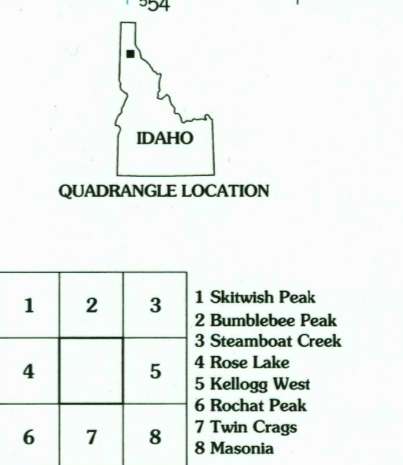 554
IDAHO
QUADRANGLE LOCATION
1 2 3
4 5
6 7 8
1 Skitwish Peak
2 Bumblebee Peak
3 Steamboat Creek
4 Rose Lake
5 Kellogg West
6 Rochat Peak
7 Twin Crags
8 Masonia